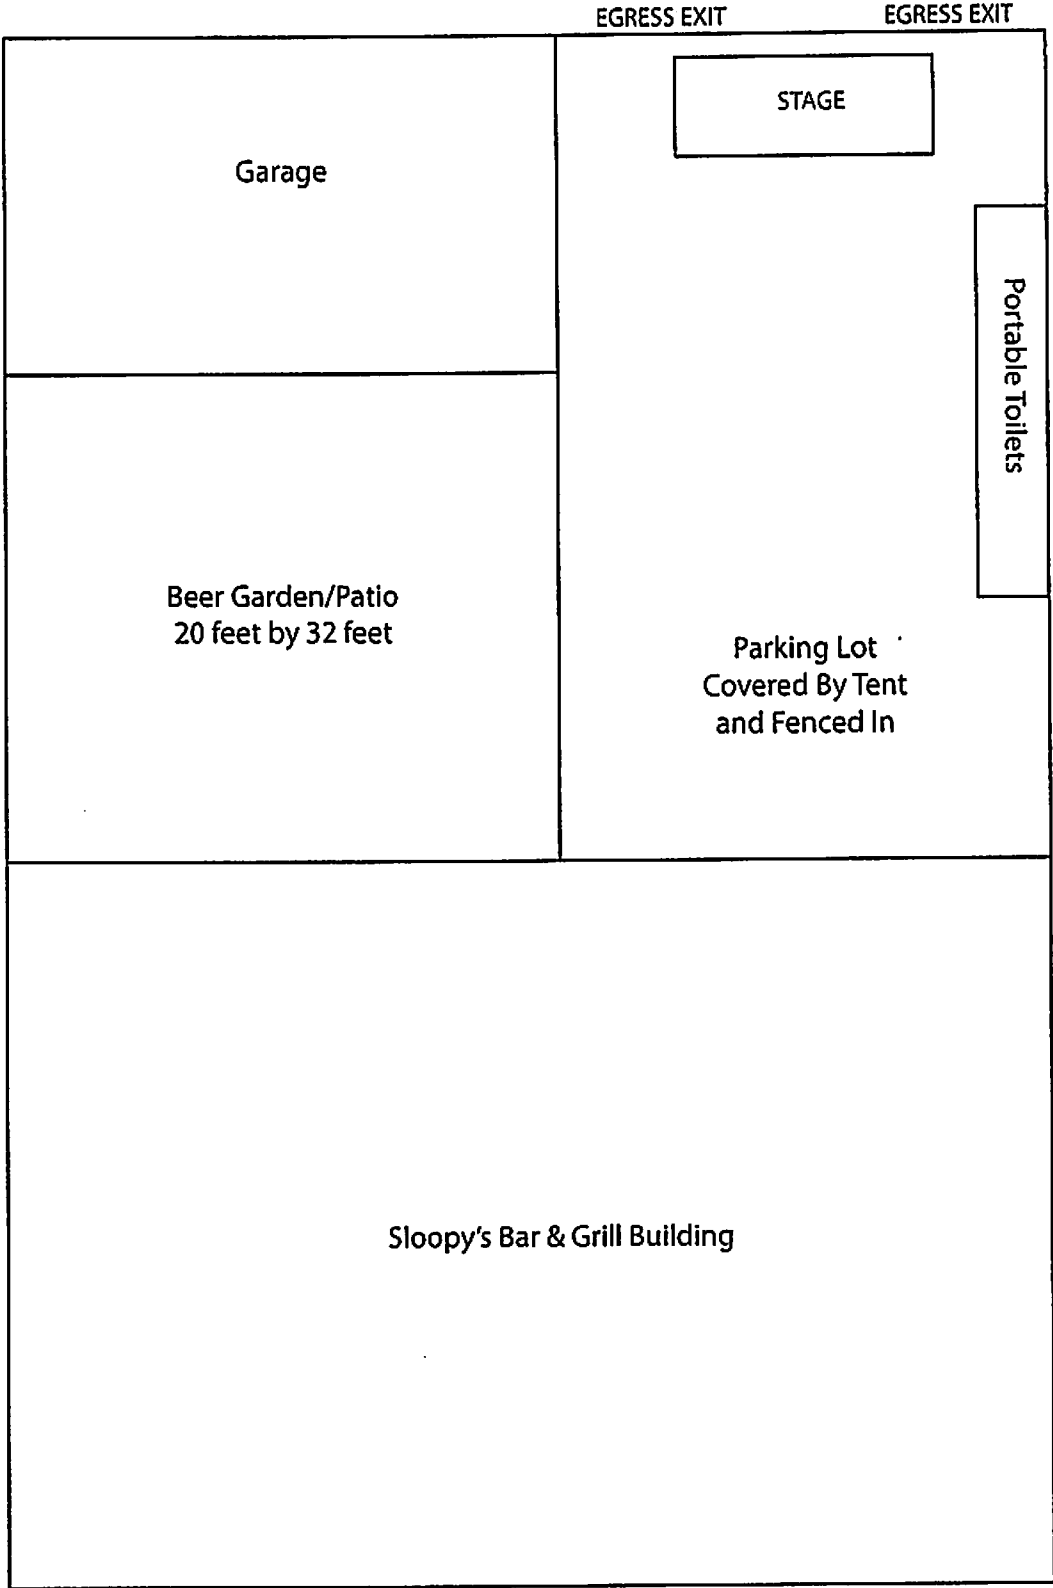 EGRESS EXIT
EGRESS EXIT
STAGE
Garage
Portable Toilets
Beer Garden/Patio
20 feet by 32 feet
Parking Lot
Covered By Tent
and Fenced In
Sloopy's Bar & Grill Building